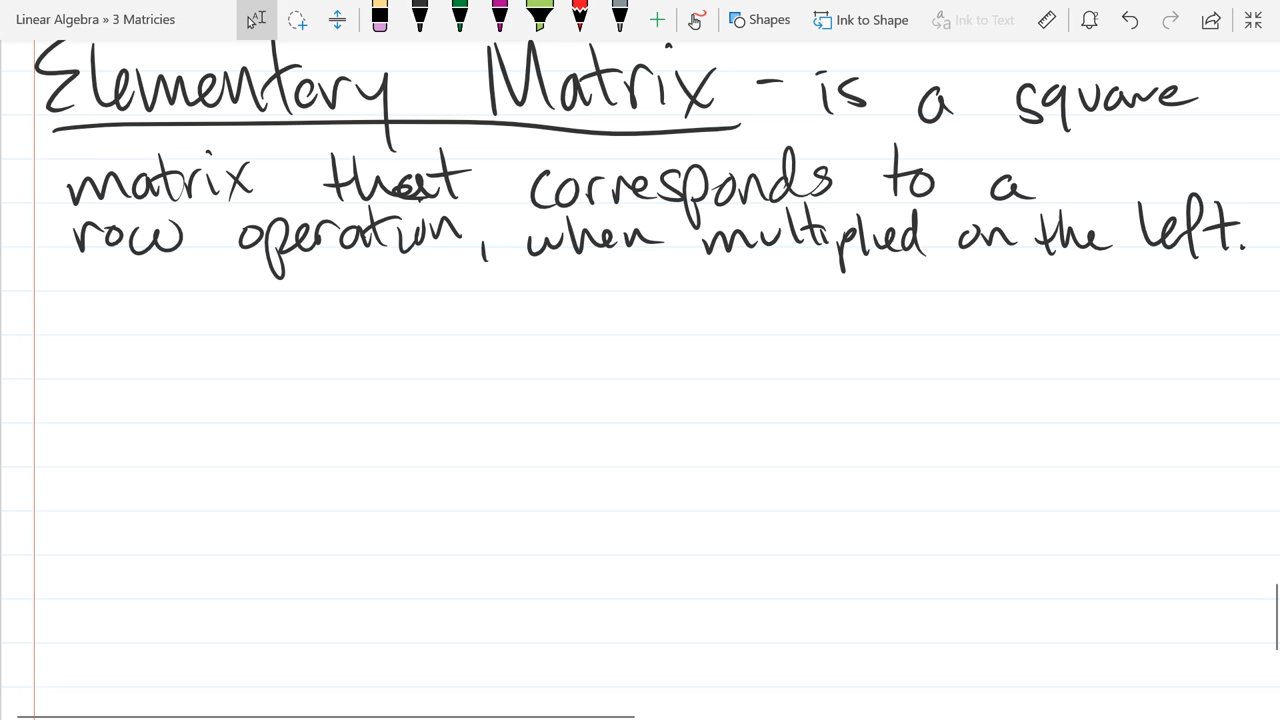 Linear Algebra » 3 Matricies
Shapes
Ink to Shape
Ink to Text
Elementary Matrix - is a square
matrix that corresponds to a
row operation, when multiplied on the left.